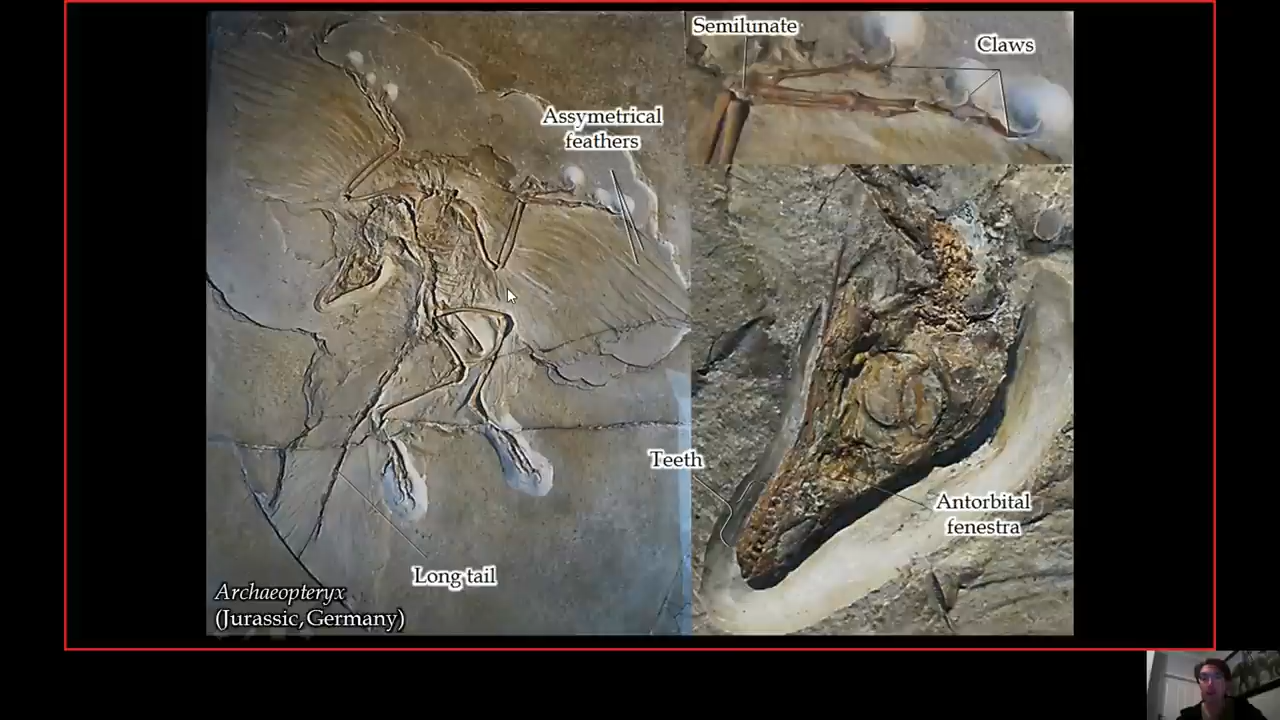 Semilunate
Claws
Assymetrical
feathers
Teeth
Antorbital
fenestra
Long tail
Archaeopteryx
(Jurassic, Germany)